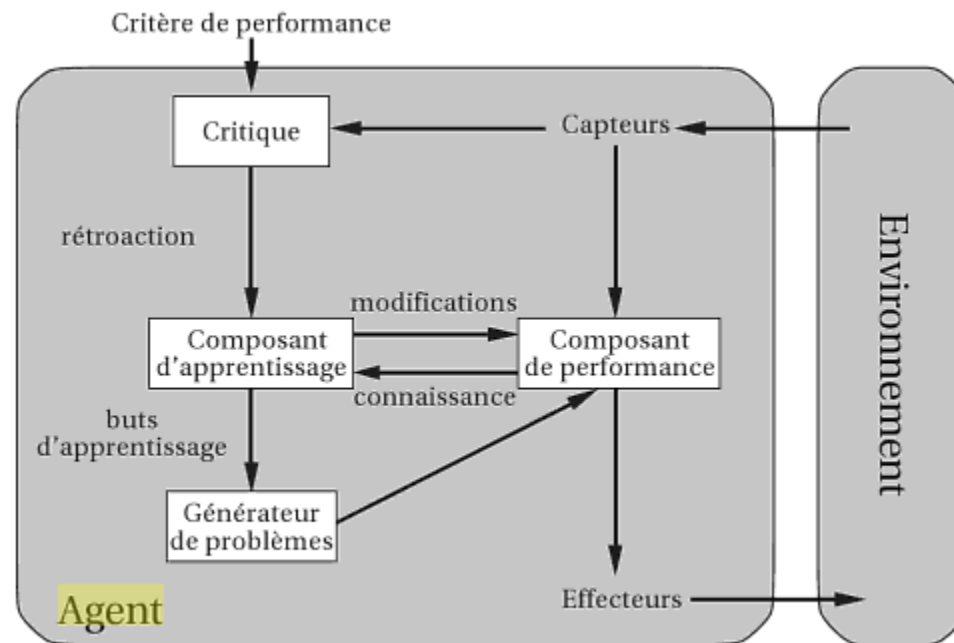 Critère de performance
Critique
Capteurs
rétroaction
Environnement
modifications
Composant
d'apprentissage
Composant
de performance
connaissance
buts
d'apprentissage
Générateur
de problèmes
Agent
Effecteurs